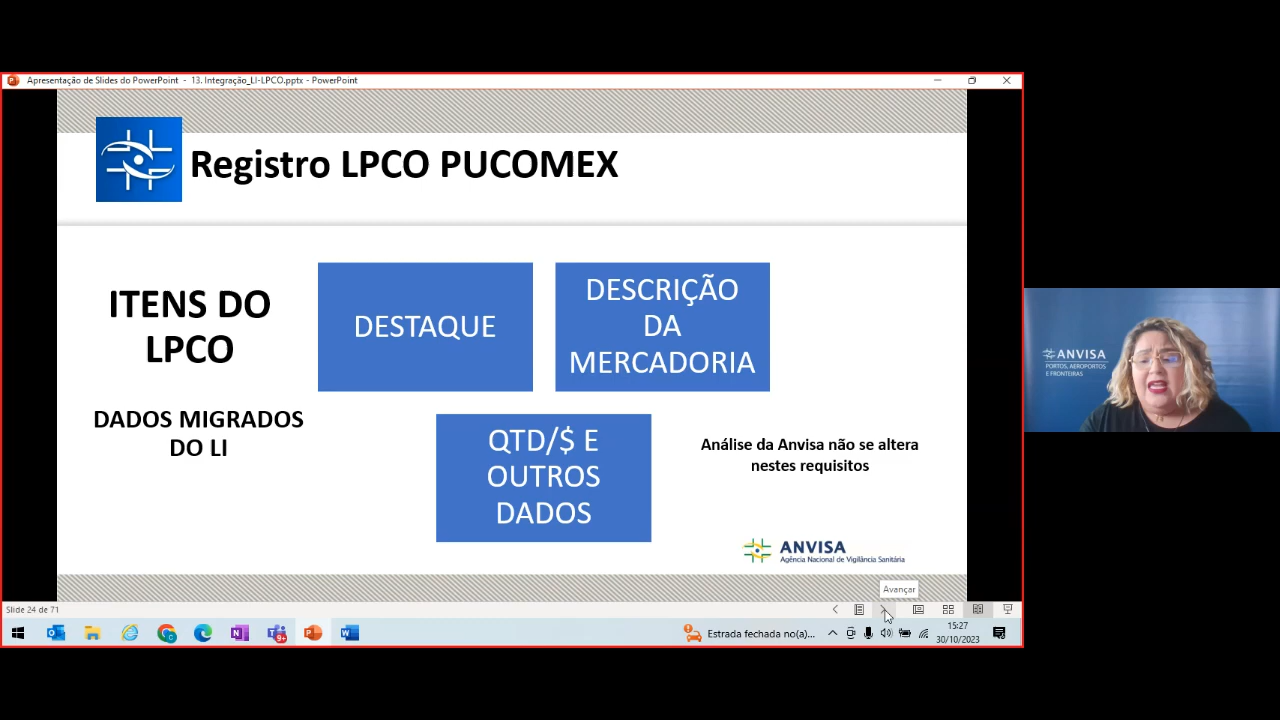 Apresentação de Slides do PowerPoint - 13. Integração_LI-LPCO.pptx - PowerPoint
Registro LPCO PUCOMEX
ITENS DO
LPCO
DADOS MIGRADOS
DO LI
DESTAQUE
DESCRIÇÃO
DA
MERCADORIA
QTD/$ E
OUTROS
DADOS
Análise da Anvisa não se altera
nestes requisitos
ANVISA
Agência Nacional de Vigilância Sanitária
Avançar
Slide 24 de 71
Estrada fechada no(a)...
15:27
30/10/2023
9+
ANVISA
PORTOS, AEROPORTOS
E FRONTEIRAS